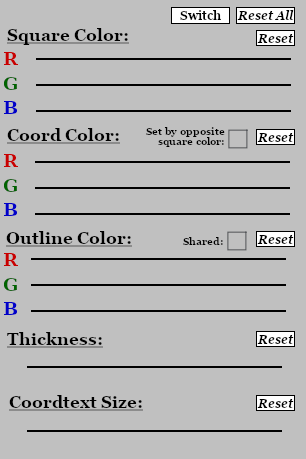 Switch Reset All
Square Color: Reset
R
G
B
Coord Color: Set by opposite square color: Reset
R
G
B
Outline Color: Shared: Reset
R
G
B
Thickness: Reset
Coordtext Size: Reset